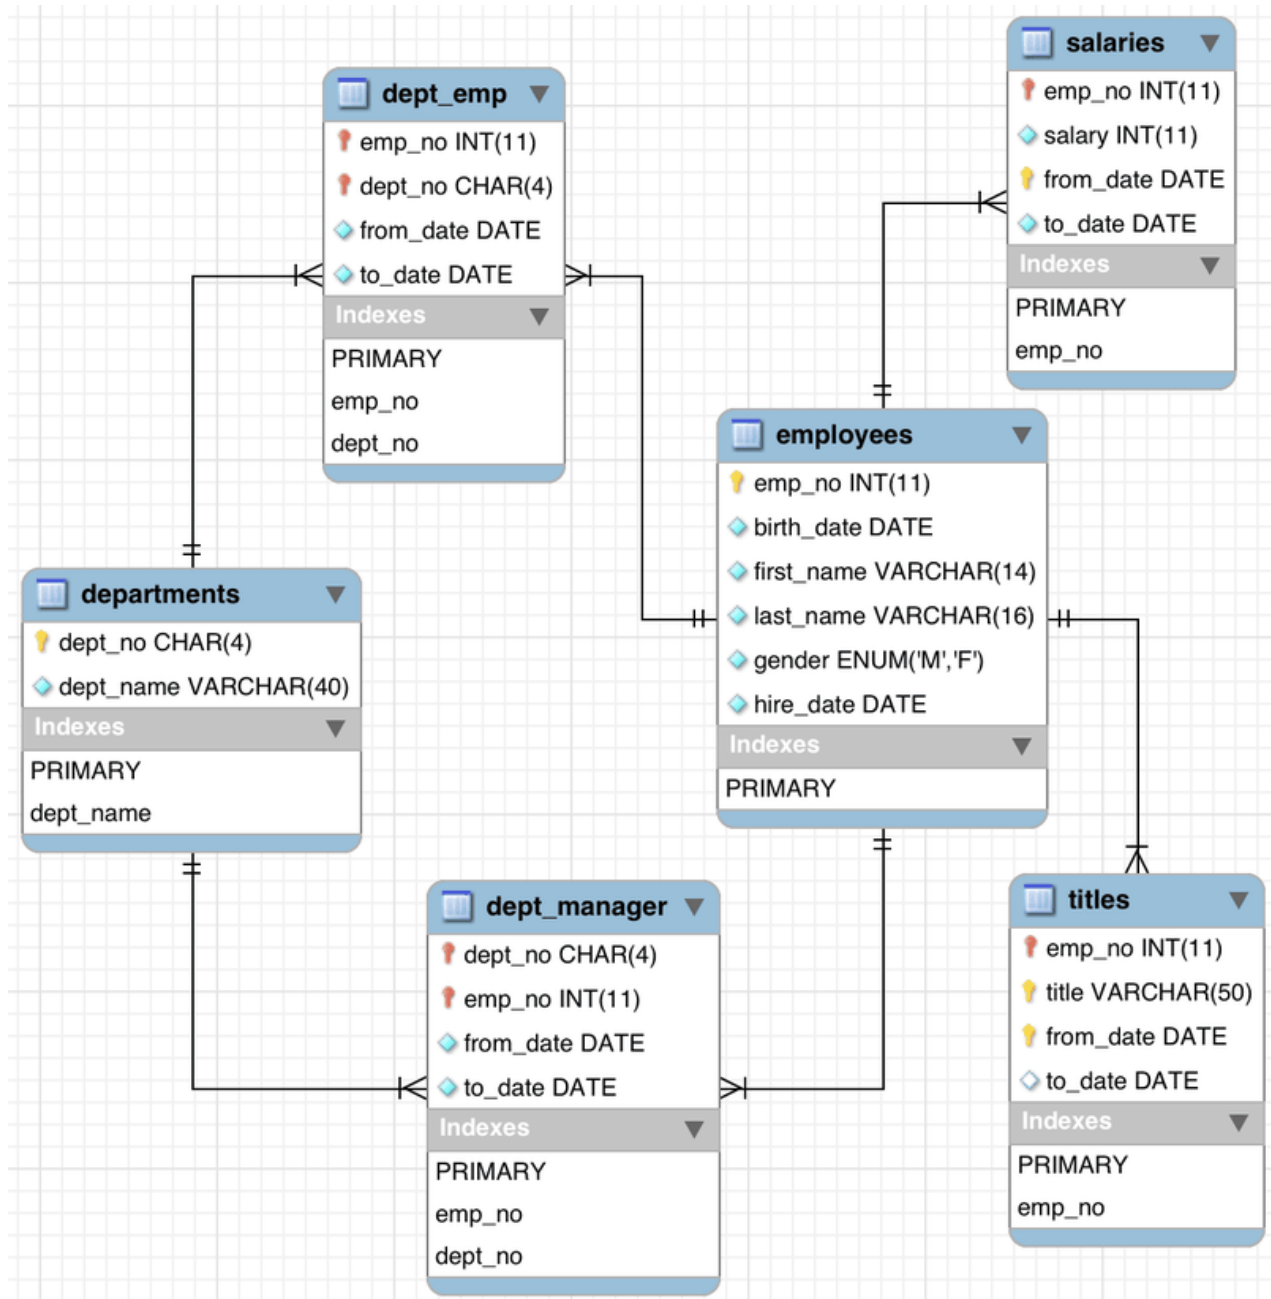 salaries
emp_no INT(11)
salary INT(11)
from_date DATE
to_date DATE
Indexes
PRIMARY
emp_no
dept_emp
emp_no INT(11)
dept_no CHAR(4)
from_date DATE
to_date DATE
Indexes
PRIMARY
emp_no
dept_no
employees
emp_no INT(11)
birth_date DATE
first_name VARCHAR(14)
last_name VARCHAR(16)
gender ENUM('M','F')
hire_date DATE
Indexes
PRIMARY
departments
dept_no CHAR(4)
dept_name VARCHAR(40)
Indexes
PRIMARY
dept_name
dept_manager
dept_no CHAR(4)
emp_no INT(11)
from_date DATE
to_date DATE
Indexes
PRIMARY
emp_no
dept_no
titles
emp_no INT(11)
title VARCHAR(50)
from_date DATE
to_date DATE
Indexes
PRIMARY
emp_no